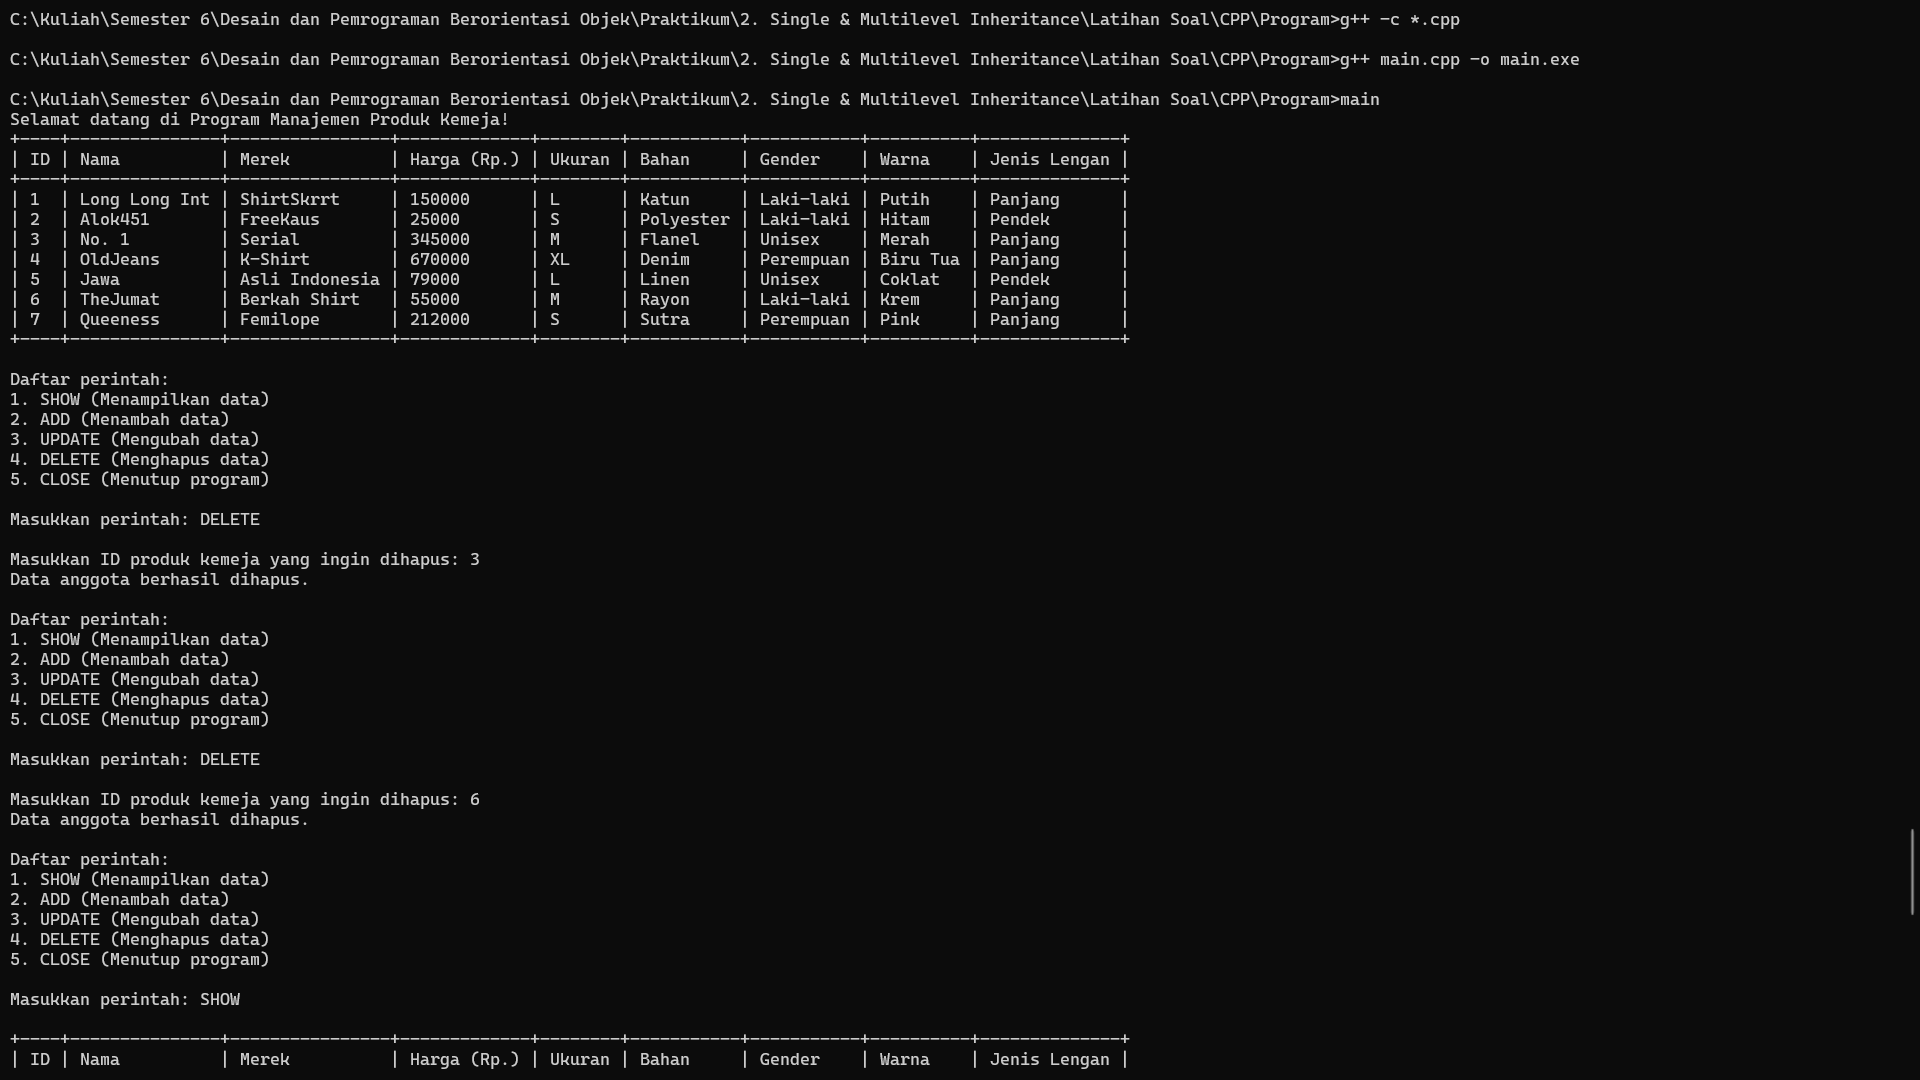 C:\Kuliah\Semester 6\Desain dan Pemrograman Berorientasi Objek\Praktikum\2. Single & Multilevel Inheritance\Latihan Soal\CPP\Program>g++ -c *.cpp
C:\Kuliah\Semester 6\Desain dan Pemrograman Berorientasi Objek\Praktikum\2. Single & Multilevel Inheritance\Latihan Soal\CPP\Program>g++ main.cpp -o main.exe
C:\Kuliah\Semester 6\Desain dan Pemrograman Berorientasi Objek\Praktikum\2. Single & Multilevel Inheritance\Latihan Soal\CPP\Program>main
Selamat datang di Program Manajemen Produk Kemeja!
+----+---------------+----------------+-------------+--------+-----------+-----------+----------+--------------+
| ID | Nama          | Merek          | Harga (Rp.) | Ukuran | Bahan     | Gender    | Warna    | Jenis Lengan |
+----+---------------+----------------+-------------+--------+-----------+-----------+----------+--------------+
| 1  | Long Long Int | ShirtSkrrt     | 150000      | L      | Katun     | Laki-laki | Putih    | Panjang      |
| 2  | Alok451       | FreeKaus       | 25000       | S      | Polyester | Laki-laki | Hitam    | Pendek       |
| 3  | No. 1         | Serial         | 345000      | M      | Flanel    | Unisex    | Merah    | Panjang      |
| 4  | OldJeans      | K-Shirt        | 670000      | XL     | Denim     | Perempuan | Biru Tua | Panjang      |
| 5  | Jawa          | Asli Indonesia | 79000       | L      | Linen     | Unisex    | Coklat   | Pendek       |
| 6  | TheJumat      | Berkah Shirt   | 55000       | M      | Rayon     | Laki-laki | Krem     | Panjang      |
| 7  | Queeness      | Femilope       | 212000      | S      | Sutra     | Perempuan | Pink     | Panjang      |
+----+---------------+----------------+-------------+--------+-----------+-----------+----------+--------------+
Daftar perintah:
1. SHOW (Menampilkan data)
2. ADD (Menambah data)
3. UPDATE (Mengubah data)
4. DELETE (Menghapus data)
5. CLOSE (Menutup program)
Masukkan perintah: DELETE
Masukkan ID produk kemeja yang ingin dihapus: 3
Data anggota berhasil dihapus.
Daftar perintah:
1. SHOW (Menampilkan data)
2. ADD (Menambah data)
3. UPDATE (Mengubah data)
4. DELETE (Menghapus data)
5. CLOSE (Menutup program)
Masukkan perintah: DELETE
Masukkan ID produk kemeja yang ingin dihapus: 6
Data anggota berhasil dihapus.
Daftar perintah:
1. SHOW (Menampilkan data)
2. ADD (Menambah data)
3. UPDATE (Mengubah data)
4. DELETE (Menghapus data)
5. CLOSE (Menutup program)
Masukkan perintah: SHOW
+----+---------------+----------------+-------------+--------+-----------+-----------+----------+--------------+
| ID | Nama          | Merek          | Harga (Rp.) | Ukuran | Bahan     | Gender    | Warna    | Jenis Lengan |